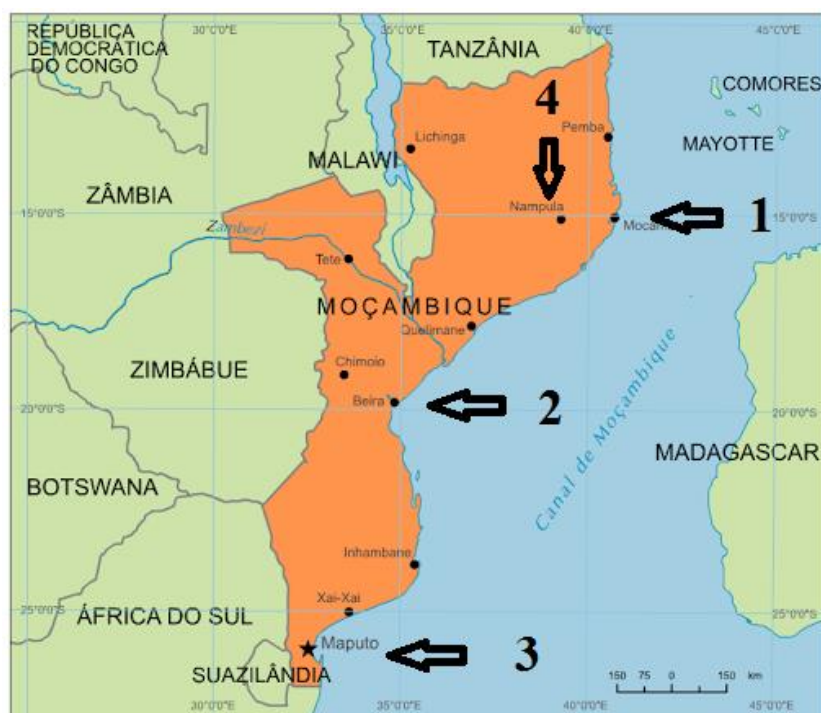 30°0'0"E
35°0'0"E
40°0'0"E
45°0'0"E
REPÚBLICA
DEMOCRÁTICA
DO CONGO
TANZÂNIA
COMORES
4
Pemba
Lichinga
MALAWI
MAYOTTE
ZÂMBIA
15°0'0"S
Nampula
1
15°0'0"S
Zambezi
Tete
MOÇAMBIQUE
Quelimane
Canal de Moçambique
ZIMBÁBUE
Chimoio
Beira
2
20°0'0"S
20°0'0"S
MADAGASCAR
BOTSWANA
Inhambane
Xai-Xai
25°0'0"S
ÁFRICA DO SUL
25°0'0"S
Maputo
3
SUAZILÂNDIA
150 75 0 150 km
30°0'0"E
35°0'0"E
40°0'0"E
45°0'0"E